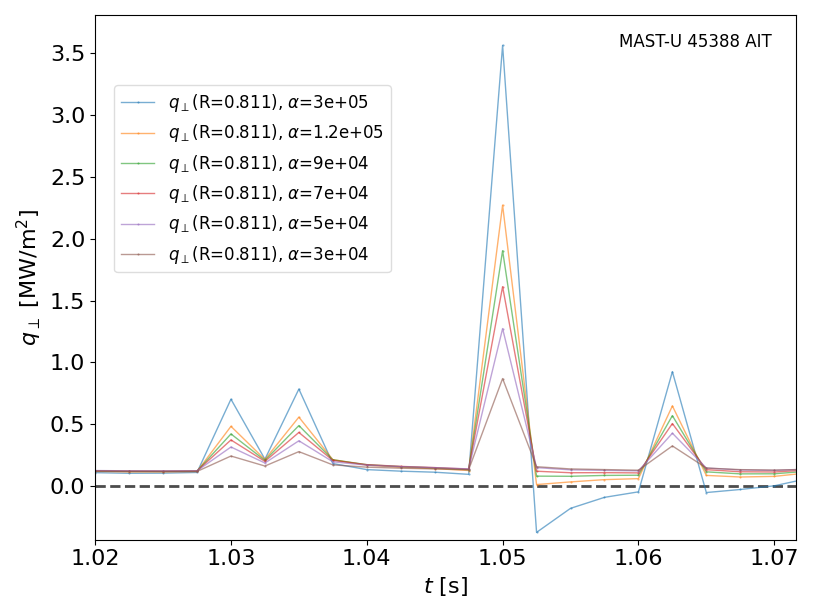 MAST-U 45388 AIT
3.5
3.0
2.5
2.0
1.5
1.0
0.5
0.0
q⊥ [MW/m²]
q⊥(R=0.811), α=3e+05
q⊥(R=0.811), α=1.2e+05
q⊥(R=0.811), α=9e+04
q⊥(R=0.811), α=7e+04
q⊥(R=0.811), α=5e+04
q⊥(R=0.811), α=3e+04
1.02 1.03 1.04 1.05 1.06 1.07
t [s]